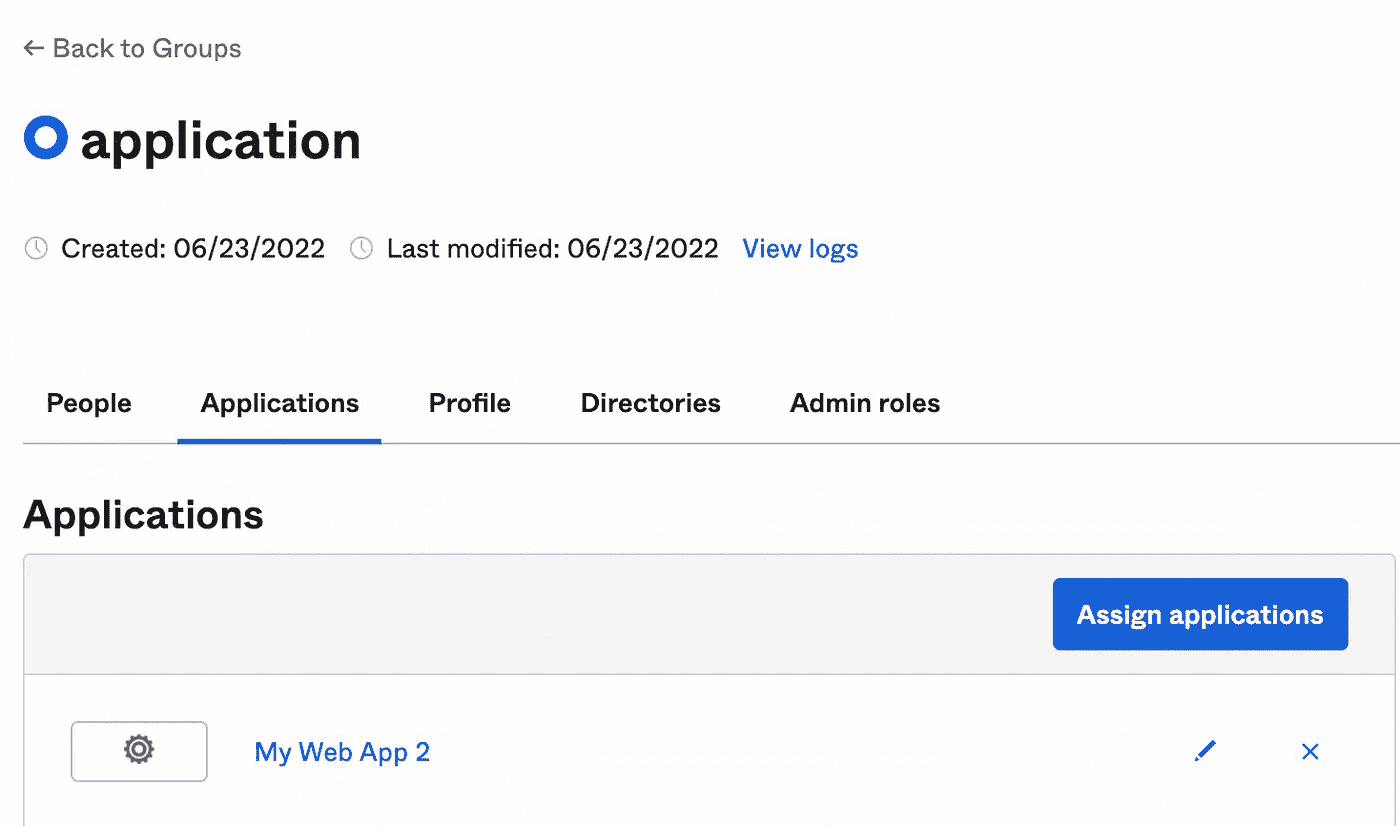 ← Back to Groups
application
Created: 06/23/2022 Last modified: 06/23/2022 View logs
People Applications Profile Directories Admin roles
Applications
Assign applications
My Web App 2